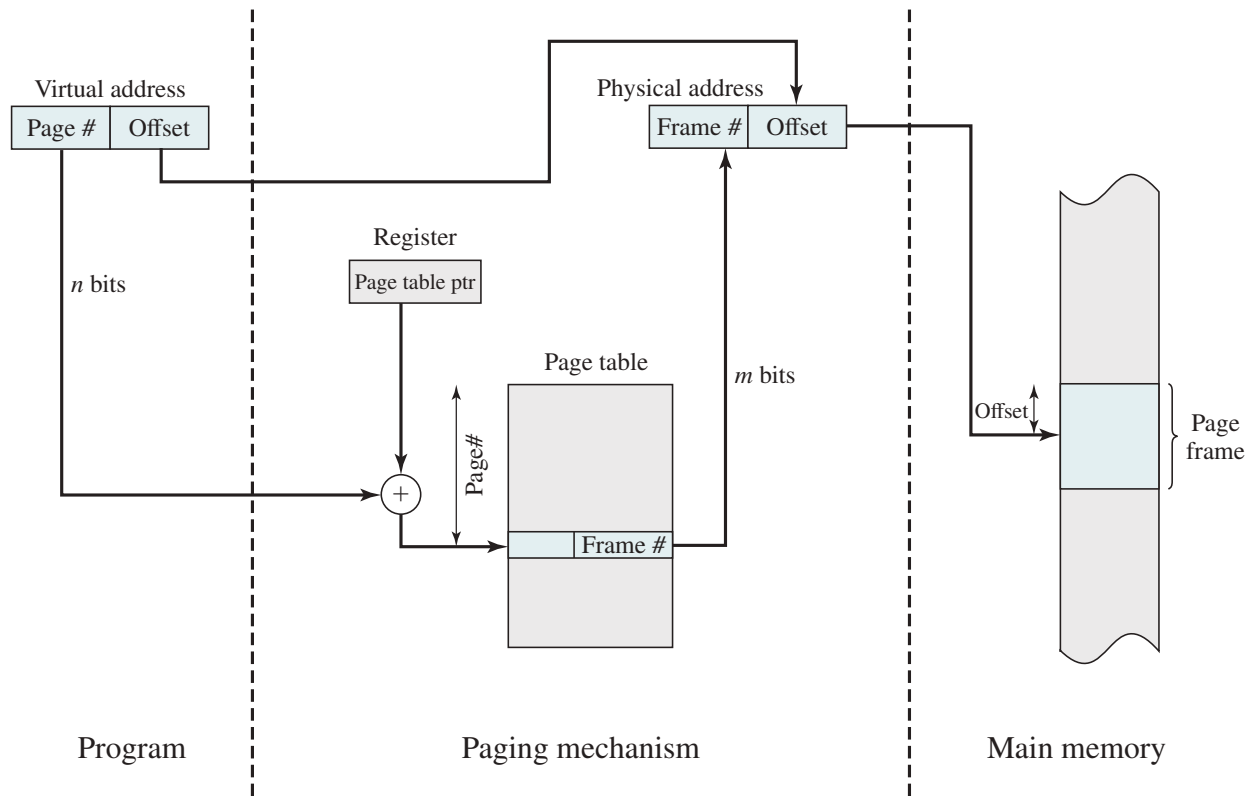 Virtual address
Page #
Offset
Physical address
Frame #
Offset
n bits
Register
Page table ptr
Page table
m bits
Page#
+
Frame #
Offset
Page
frame
Program
Paging mechanism
Main memory